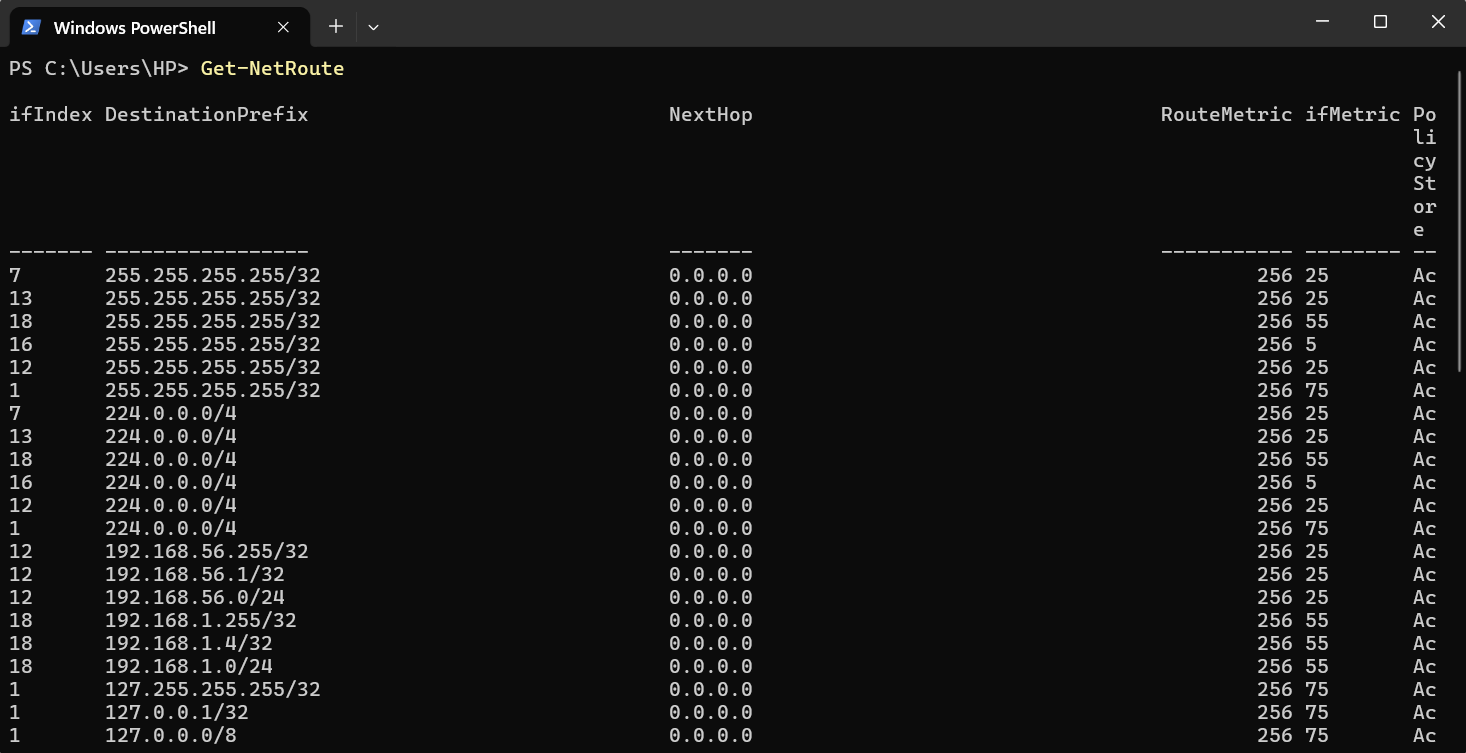 Windows PowerShell
PS C:\Users\HP> Get-NetRoute
ifIndex DestinationPrefix NextHop RouteMetric ifMetric Po
li
cy
St
or
e
------- ----------------- ------- ----------- -------- --
7 255.255.255.255/32 0.0.0.0 256 25 Ac
13 255.255.255.255/32 0.0.0.0 256 25 Ac
18 255.255.255.255/32 0.0.0.0 256 55 Ac
16 255.255.255.255/32 0.0.0.0 256 5 Ac
12 255.255.255.255/32 0.0.0.0 256 25 Ac
1 255.255.255.255/32 0.0.0.0 256 75 Ac
7 224.0.0.0/4 0.0.0.0 256 25 Ac
13 224.0.0.0/4 0.0.0.0 256 25 Ac
18 224.0.0.0/4 0.0.0.0 256 55 Ac
16 224.0.0.0/4 0.0.0.0 256 5 Ac
12 224.0.0.0/4 0.0.0.0 256 25 Ac
1 224.0.0.0/4 0.0.0.0 256 75 Ac
12 192.168.56.255/32 0.0.0.0 256 25 Ac
12 192.168.56.1/32 0.0.0.0 256 25 Ac
12 192.168.56.0/24 0.0.0.0 256 25 Ac
18 192.168.1.255/32 0.0.0.0 256 55 Ac
18 192.168.1.4/32 0.0.0.0 256 55 Ac
18 192.168.1.0/24 0.0.0.0 256 55 Ac
1 127.255.255.255/32 0.0.0.0 256 75 Ac
1 127.0.0.1/32 0.0.0.0 256 75 Ac
1 127.0.0.0/8 0.0.0.0 256 75 Ac